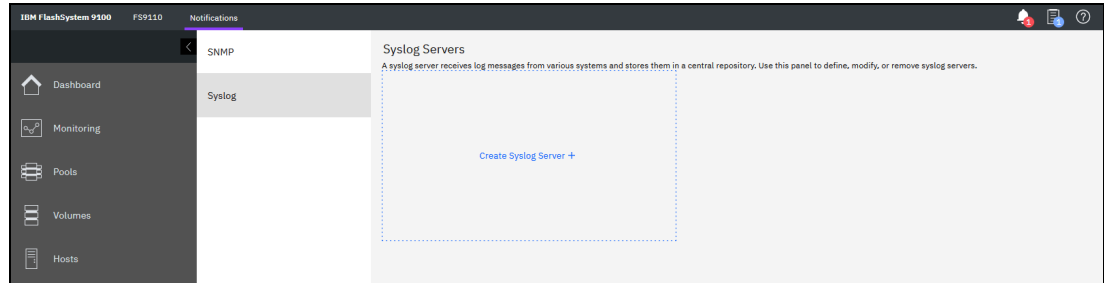 IBM FlashSystem 9100 FS9110 Notifications
1 1
SNMP
Syslog
Dashboard
Monitoring
Pools
Volumes
Hosts
Syslog Servers
A syslog server receives log messages from various systems and stores them in a central repository. Use this panel to define, modify, or remove syslog servers.
Create Syslog Server +